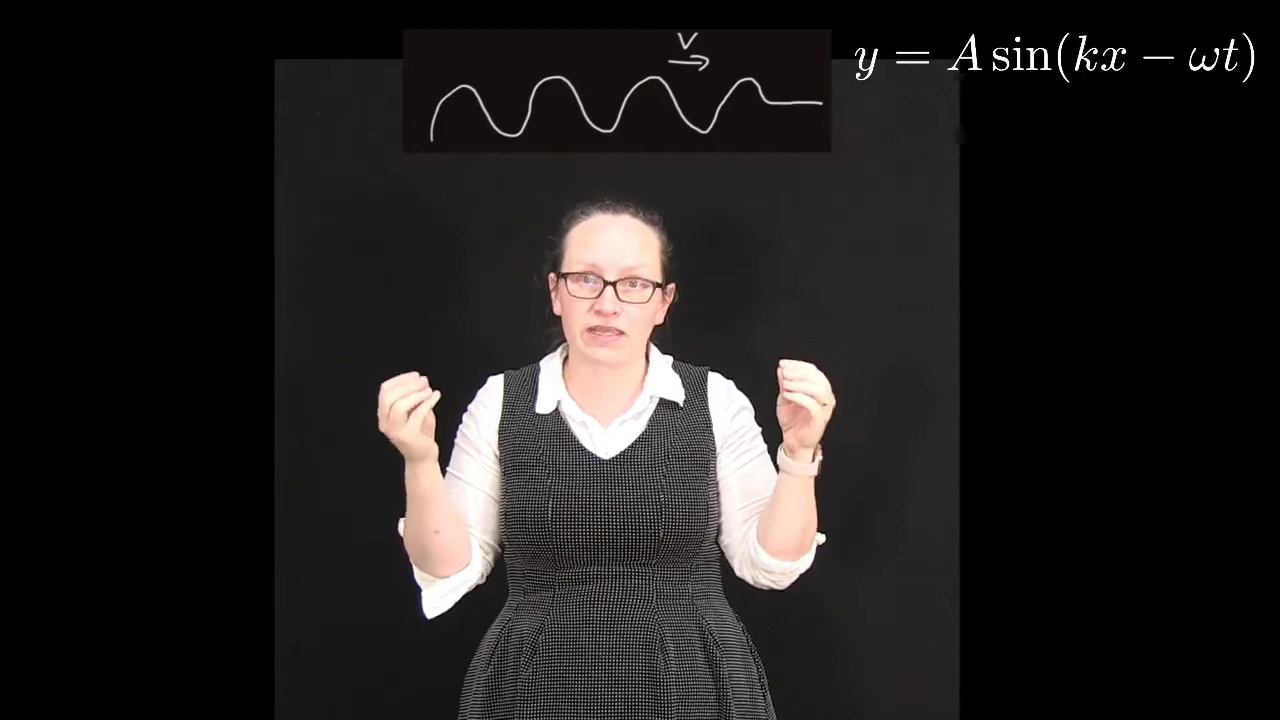 v
→
y = A sin(kx − ωt)